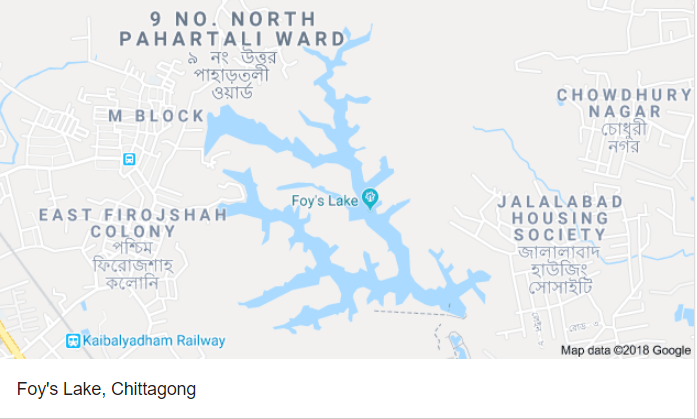 9 NO. NORTH
PAHARTALI WARD
৯ নং উত্তর
পাহাড়তলী
ওয়ার্ড
M BLOCK
CHOWDHURY
NAGAR
চৌধুরী
নগর
Foy's Lake
EAST FIROJSHAH
COLONY
পশ্চিম
ফিরোজশাহ্
কলোনি
JALALABAD
HOUSING
SOCIETY
জালালাবাদ
হাউজিং
সোসাইটি
Kaibalyadham Railway
Map data ©2018 Google
Foy's Lake, Chittagong